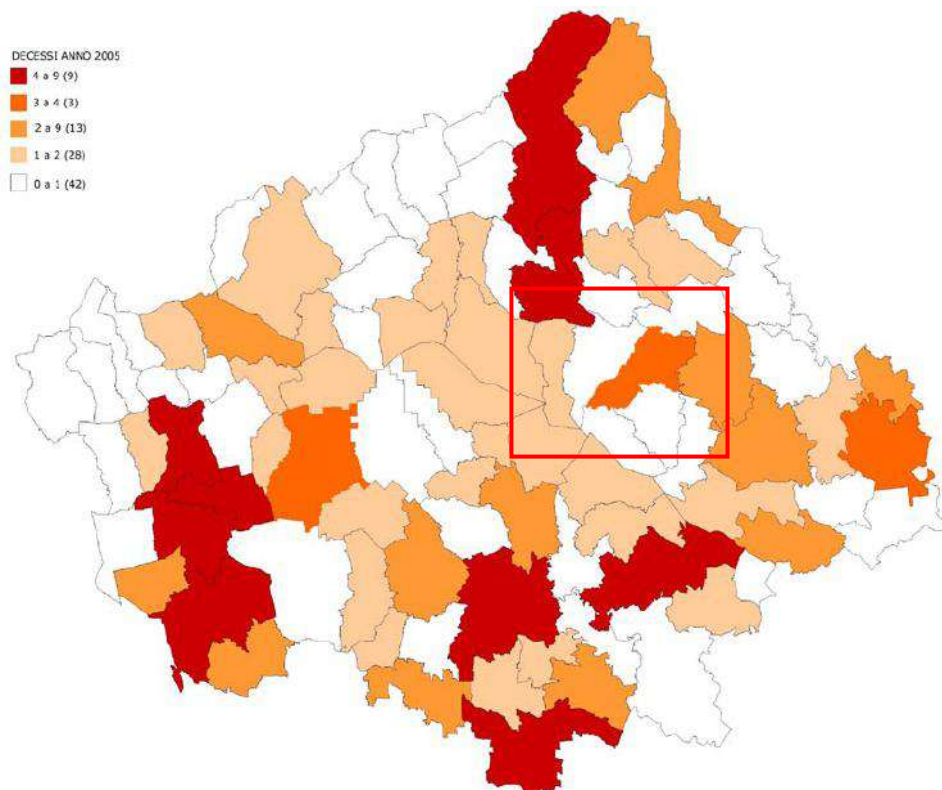 DECESSI ANNO 2005
4 a 9 (9)
3 a 4 (3)
2 a 9 (13)
1 a 2 (28)
0 a 1 (42)